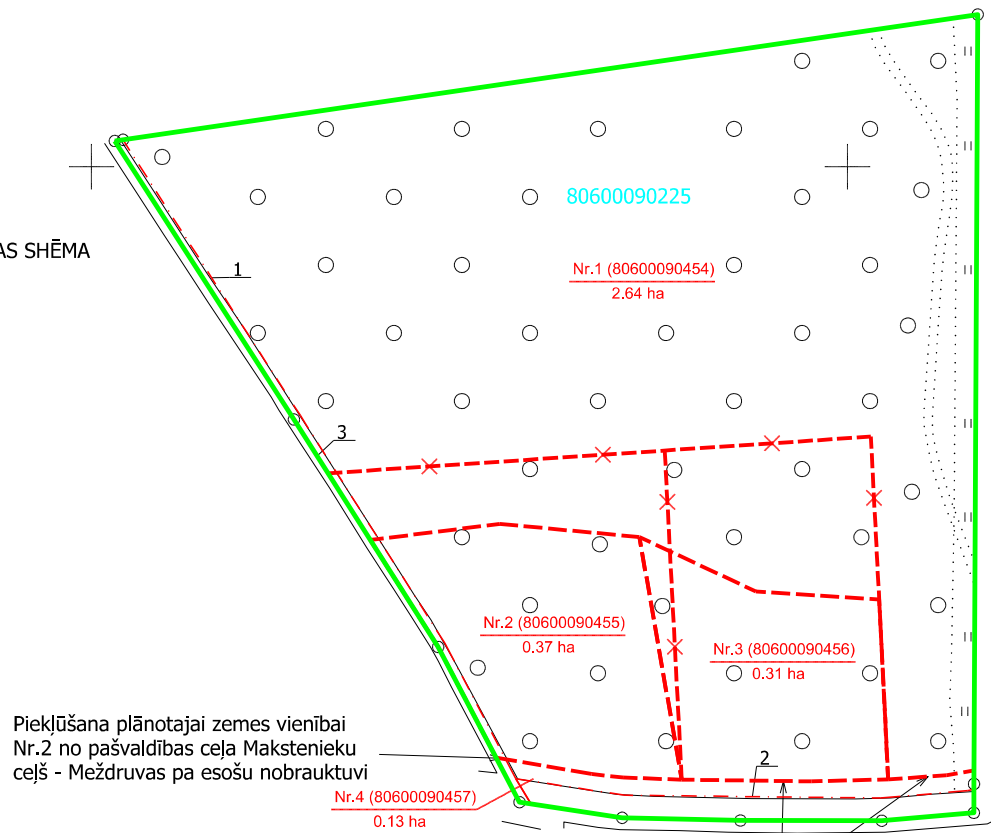 80600090225
AS SHĒMA
1
Nr.1 (80600090454)
2.64 ha
3
Nr.2 (80600090455)
0.37 ha
Nr.3 (80600090456)
0.31 ha
Piekļūšana plānotajai zemes vienībai
Nr.2 no pašvaldības ceļa Makstenieku
ceļš - Meždruvas pa esošu nobrauktuvi
2
Nr.4 (80600090457)
0.13 ha